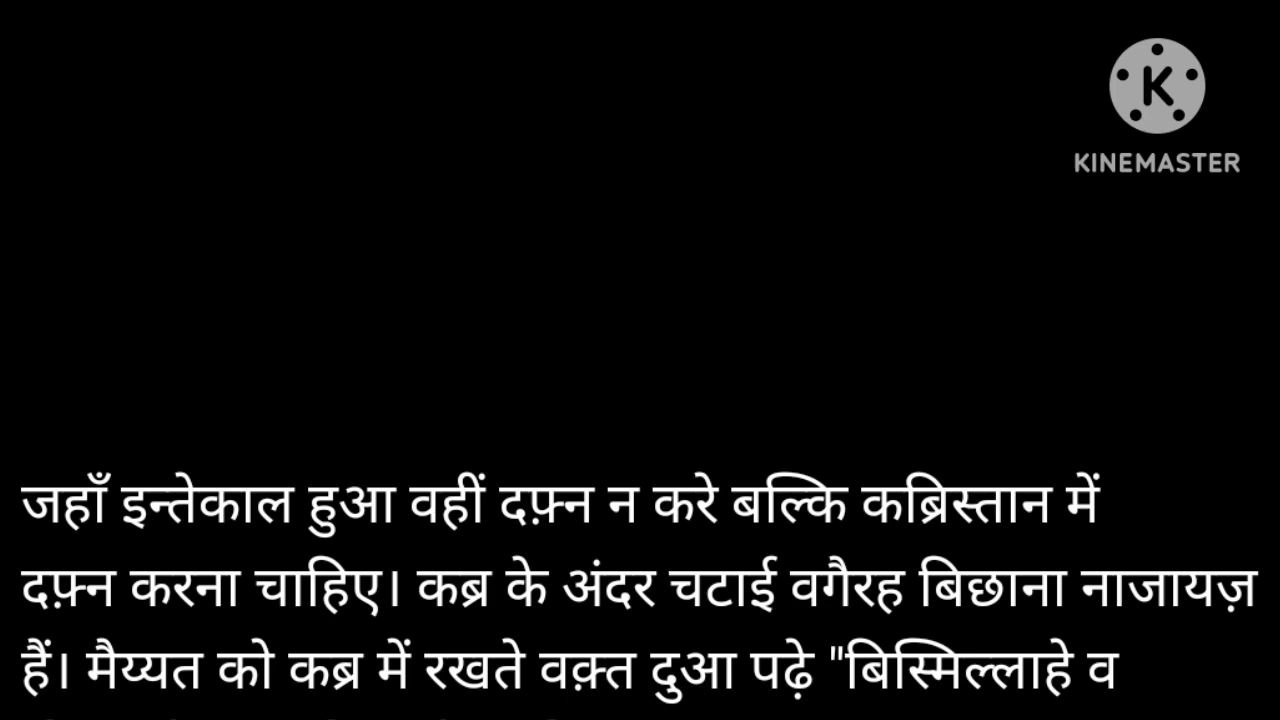 K
KINEMASTER
जहाँ इन्तेकाल हुआ वहीं दफ़्न न करे बल्कि कब्रिस्तान में
दफ़्न करना चाहिए। कब्र के अंदर चटाई वगैरह बिछाना नाजायज़
हैं। मैय्यत को कब्र में रखते वक़्त दुआ पढ़े "बिस्मिल्लाहे व